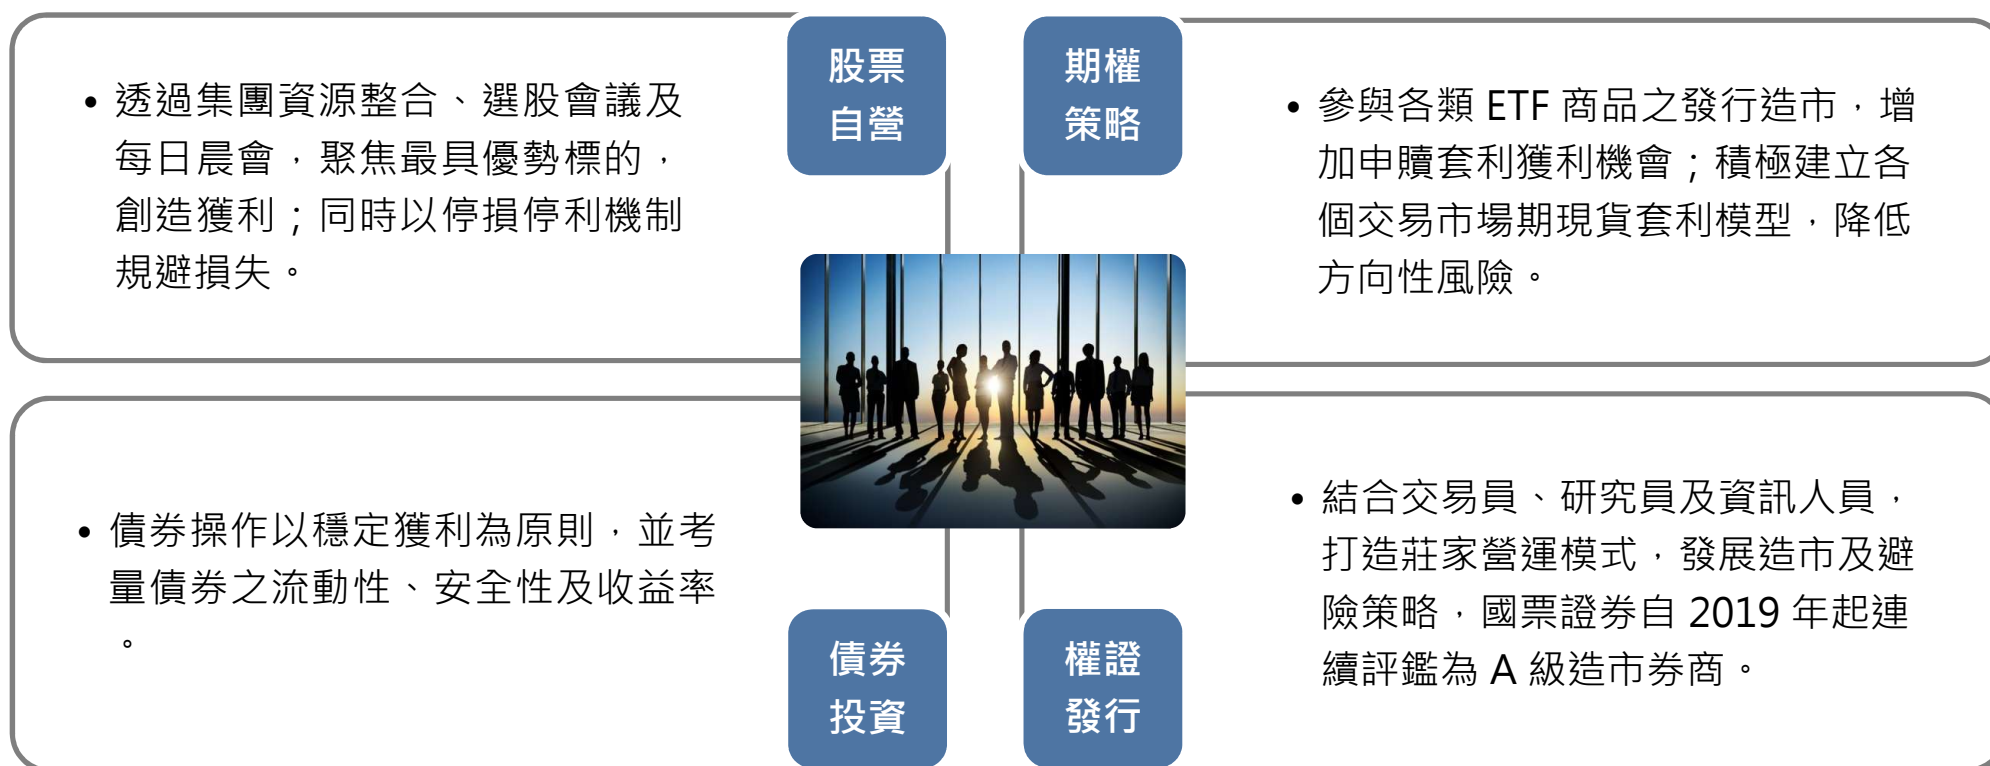 股票
自營
• 透過集團資源整合、選股會議及
每日晨會，聚焦最具優勢標的，
創造獲利；同時以停損停利機制
規避損失。
期權
策略
• 參與各類 ETF 商品之發行造市，增
加申贖套利獲利機會；積極建立各
個交易市場期現貨套利模型，降低
方向性風險。
債券
投資
• 債券操作以穩定獲利為原則，並考
量債券之流動性、安全性及收益率
。
權證
發行
• 結合交易員、研究員及資訊人員，
打造莊家營運模式，發展造市及避
險策略，國票證券自 2019 年起連
續評鑑為 A 級造市券商。